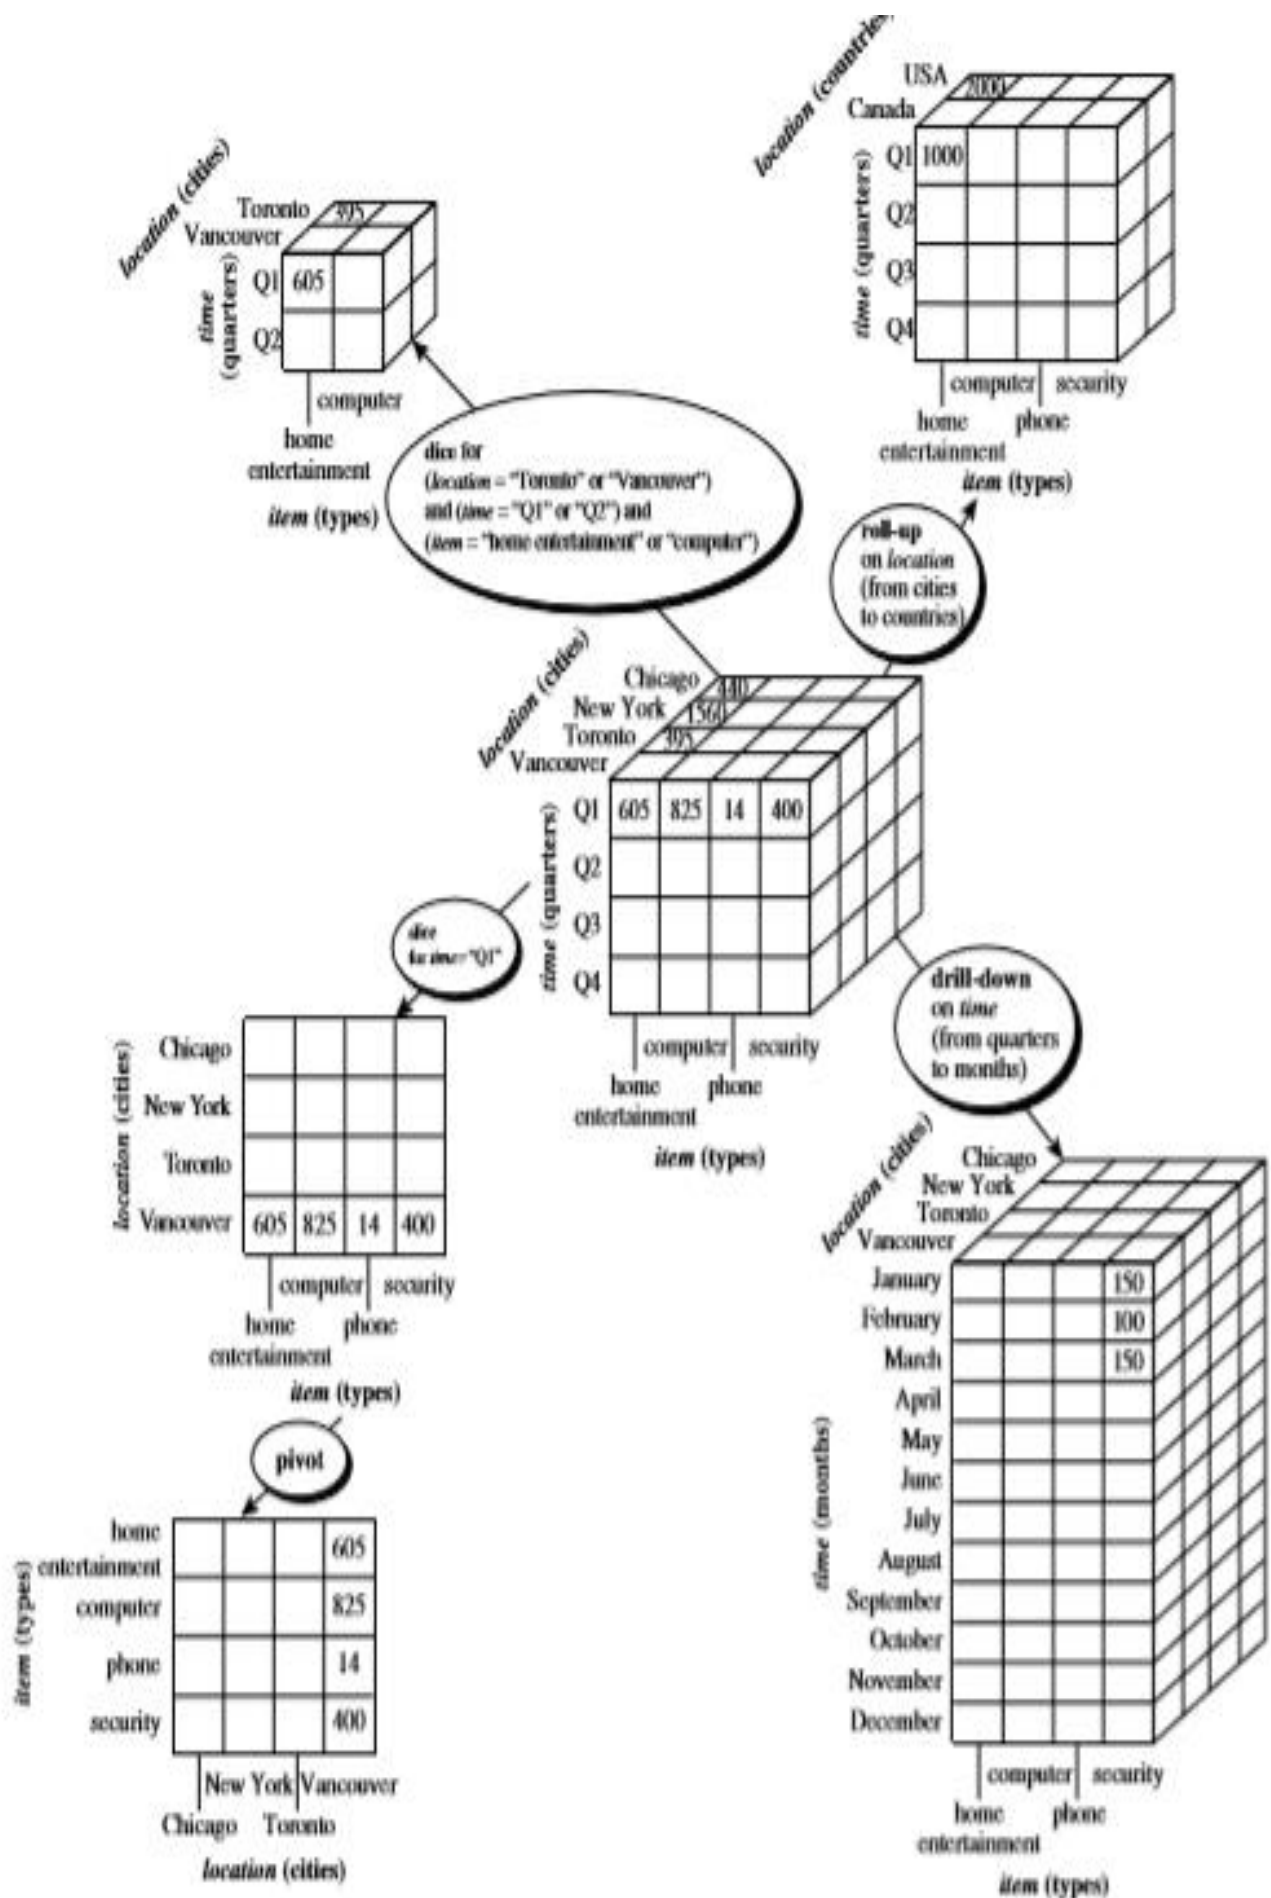 location (countries)
USA
2000
Canada
Q1 1000
Q2
Q3
Q4
time (quarters)
computer security
home phone
entertainment
item (types)
location (cities)
Toronto 395
Vancouver
Q1 605
Q2
time
(quarters)
computer
home
entertainment
item (types)
dice for
(location = "Toronto" or "Vancouver")
and (time = "Q1" or "Q2") and
(item = "home entertainment" or "computer")
roll-up
on location
(from cities
to countries)
location (cities)
Chicago 440
New York 1560
Toronto 395
Vancouver
Q1 605 825 14 400
Q2
Q3
Q4
time (quarters)
computer security
home phone
entertainment
item (types)
for time="Q1"
Chicago
New York
Toronto
Vancouver 605 825 14 400
location (cities)
computer security
home phone
entertainment
item (types)
drill-down
on time
(from quarters
to months)
location (cities)
Chicago
New York
Toronto
Vancouver
January 150
February 100
March 150
April
May
June
July
August
September
October
November
December
time (months)
computer security
home phone
entertainment
item (types)
pivot
home
entertainment 605
computer 825
phone 14
security 400
item (types)
New York Vancouver
Chicago Toronto
location (cities)